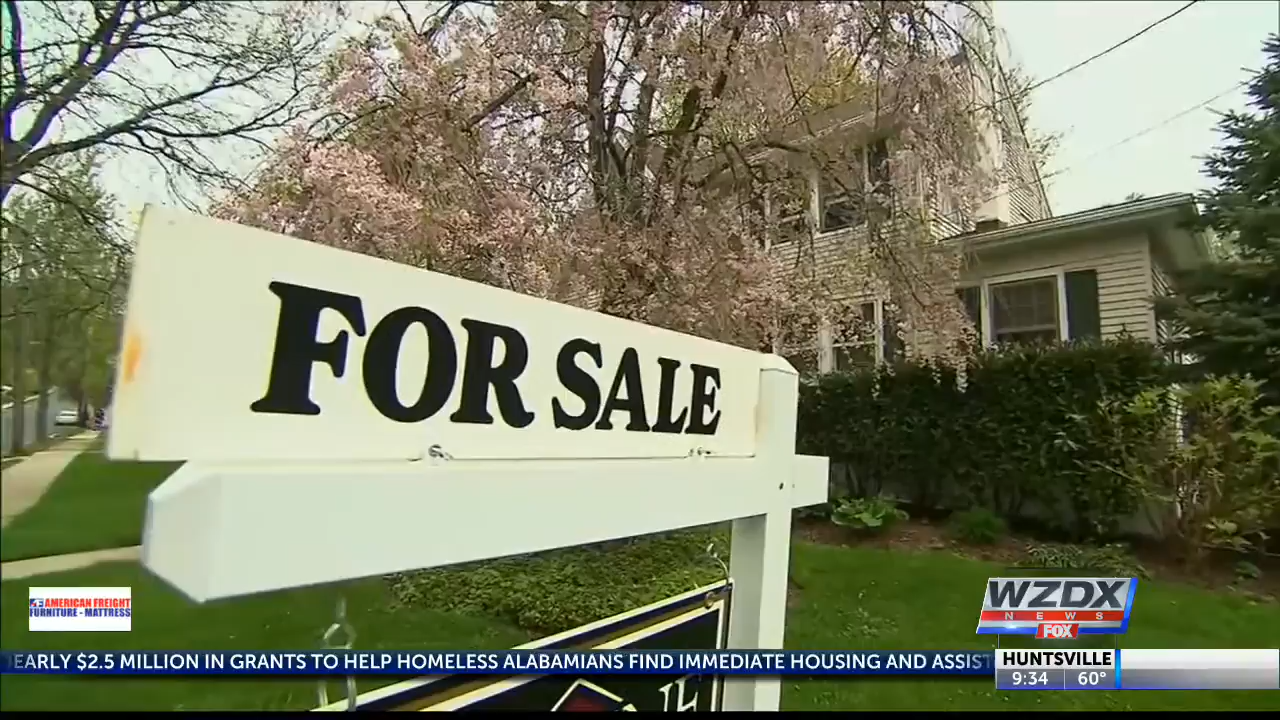 FOR SALE
AMERICAN FREIGHT
FURNITURE - MATTRESS
WZDX
NEWS
FOX
EARLY $2.5 MILLION IN GRANTS TO HELP HOMELESS ALABAMIANS FIND IMMEDIATE HOUSING AND ASSIST
HUNTSVILLE
9:34 60°